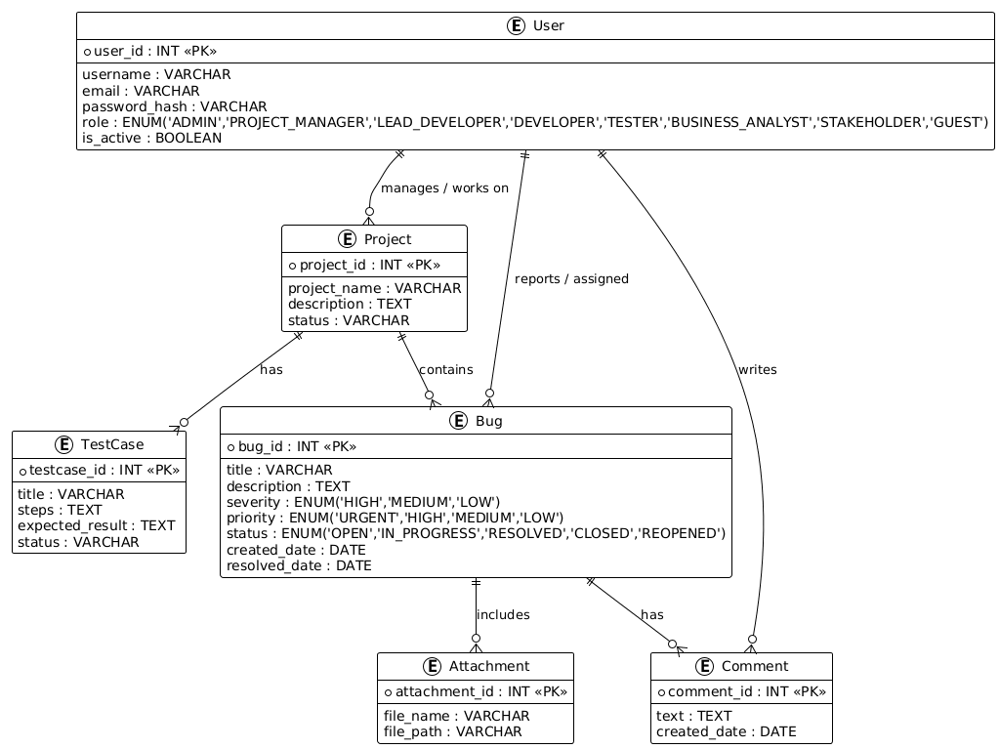 E User
user_id : INT «PK»
username : VARCHAR
email : VARCHAR
password_hash : VARCHAR
role : ENUM('ADMIN','PROJECT_MANAGER','LEAD_DEVELOPER','DEVELOPER','TESTER','BUSINESS_ANALYST','STAKEHOLDER','GUEST')
is_active : BOOLEAN
manages / works on
E Project
project_id : INT «PK»
project_name : VARCHAR
description : TEXT
status : VARCHAR
reports / assigned
has
contains
writes
E TestCase
testcase_id : INT «PK»
title : VARCHAR
steps : TEXT
expected_result : TEXT
status : VARCHAR
E Bug
bug_id : INT «PK»
title : VARCHAR
description : TEXT
severity : ENUM('HIGH','MEDIUM','LOW')
priority : ENUM('URGENT','HIGH','MEDIUM','LOW')
status : ENUM('OPEN','IN_PROGRESS','RESOLVED','CLOSED','REOPENED')
created_date : DATE
resolved_date : DATE
includes
has
E Attachment
attachment_id : INT «PK»
file_name : VARCHAR
file_path : VARCHAR
E Comment
comment_id : INT «PK»
text : TEXT
created_date : DATE